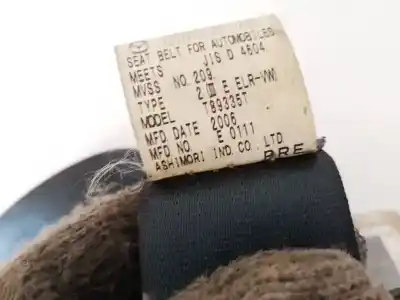 SEAT BELT FOR AUTOMOBILES
MEETS JIS D 4604
MVSS NO.209
TYPE 2 III E ELR-VWI
MODEL T89335T
MFD DATE 2006
MFD NO E 0111
ASHIMORI IND.CO.,LTD
PRE